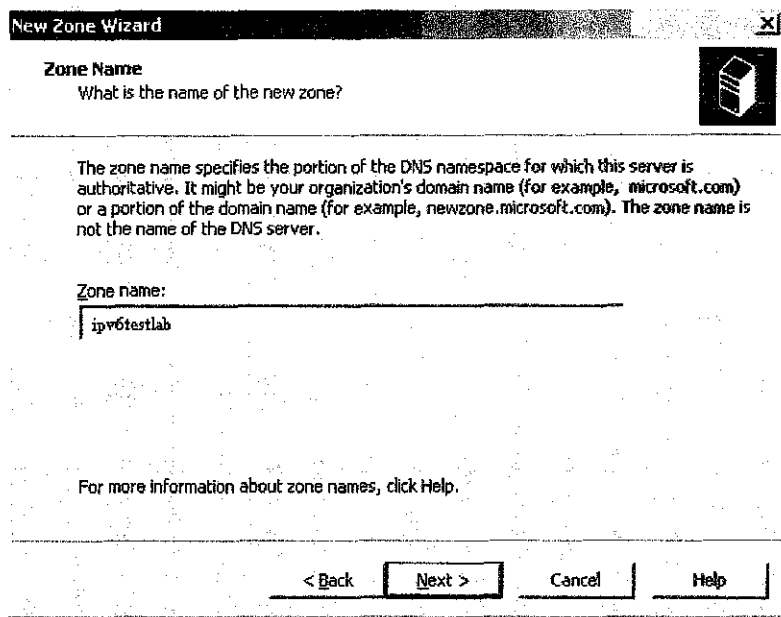 New Zone Wizard
Zone Name
What is the name of the new zone?
The zone name specifies the portion of the DNS namespace for which this server is
authoritative. It might be your organization's domain name (for example, microsoft.com)
or a portion of the domain name (for example, newzone.microsoft.com). The zone name is
not the name of the DNS server.
Zone name:
ipv6testlab
For more information about zone names, click Help.
< Back Next > Cancel Help